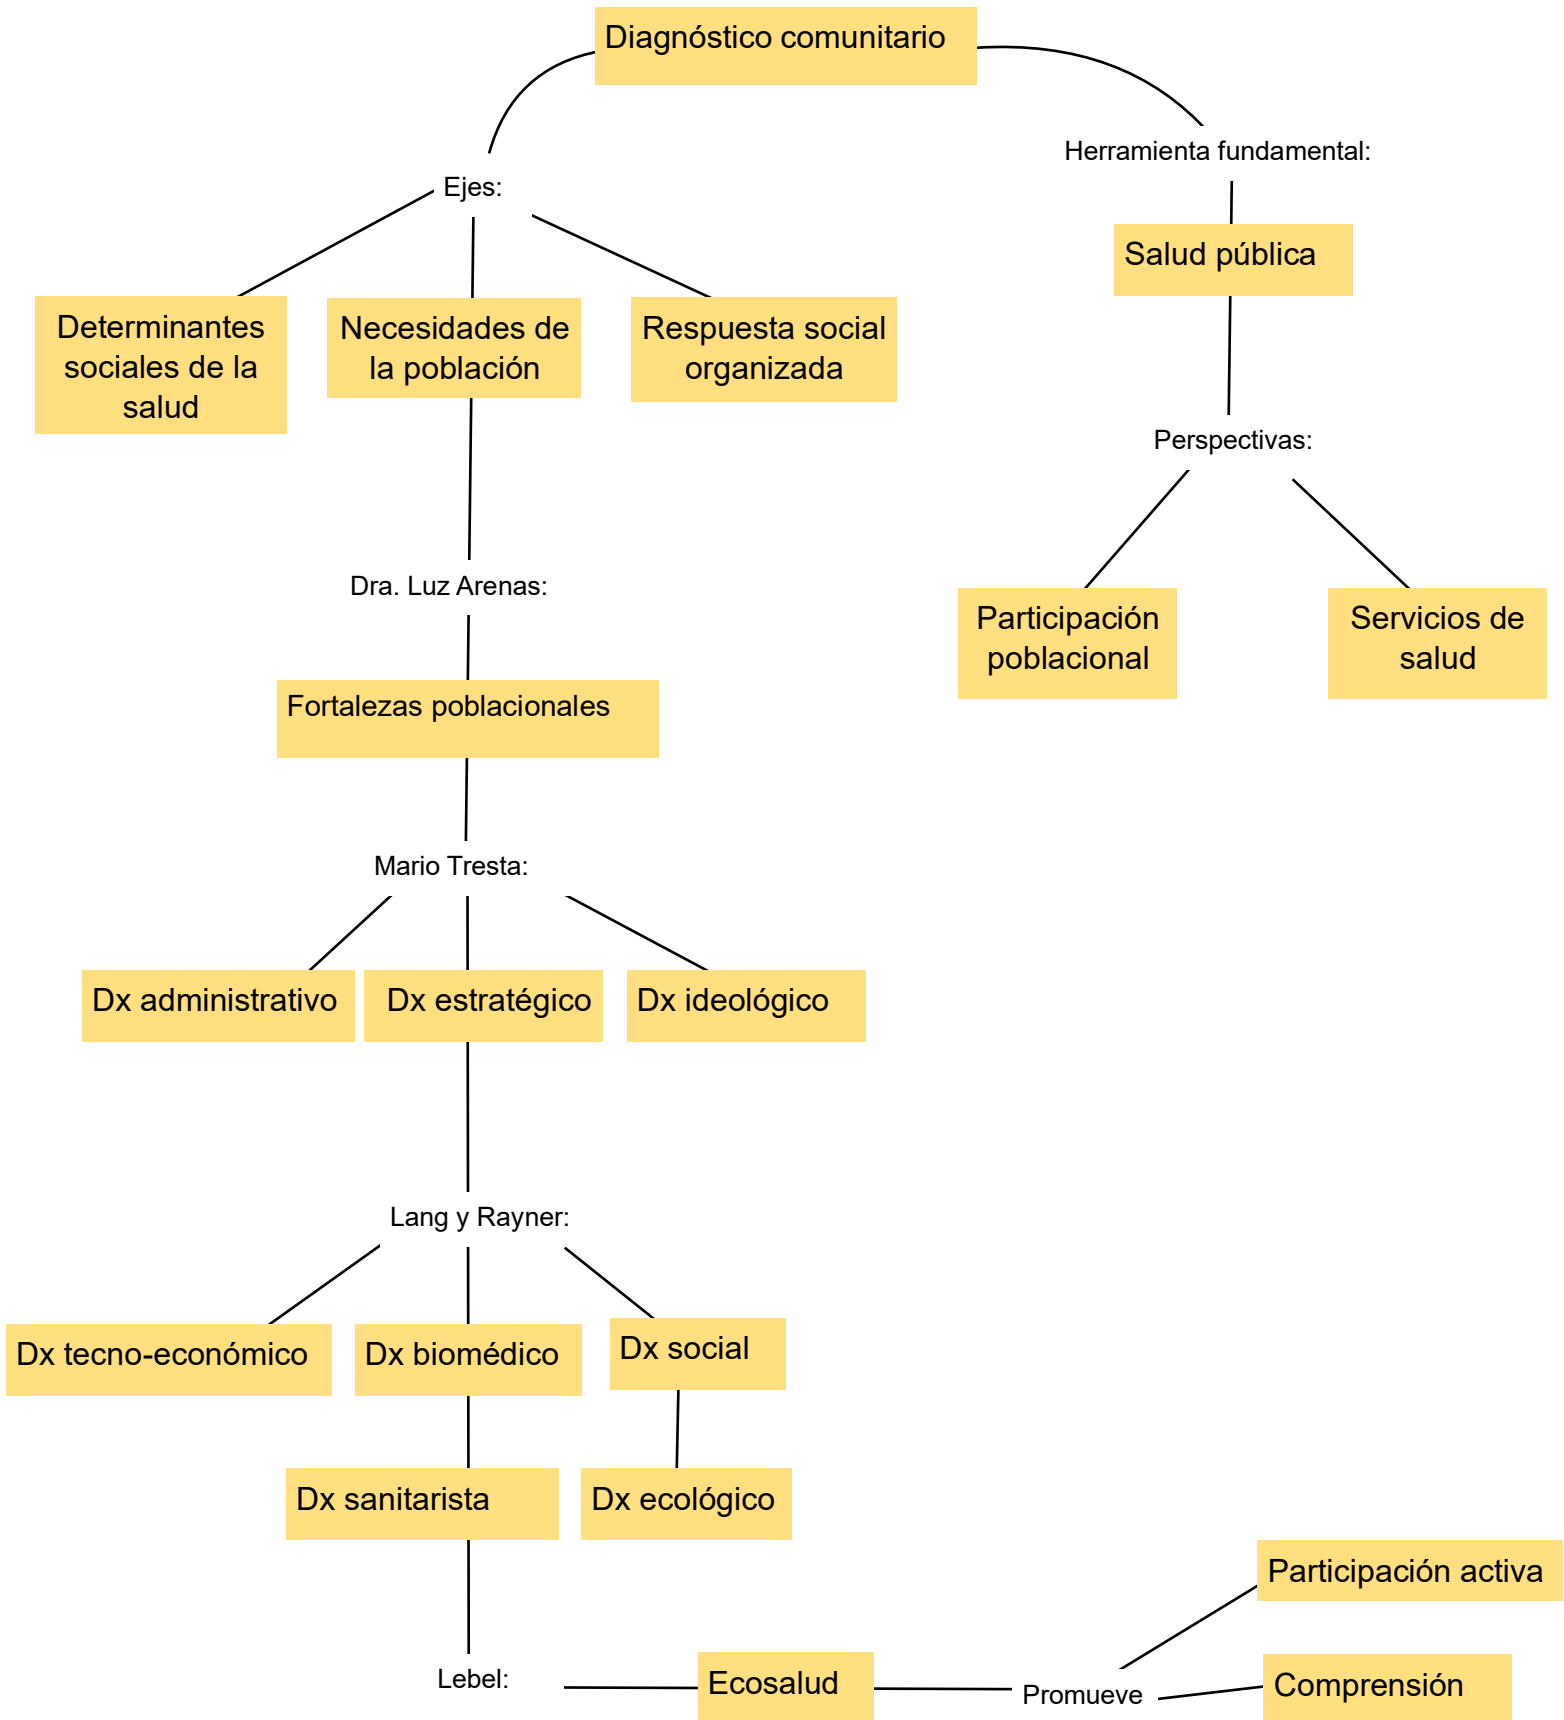 Diagnóstico comunitario
Herramienta fundamental:
Ejes:
Salud pública
Determinantes
sociales de la
salud
Necesidades de
la población
Respuesta social
organizada
Perspectivas:
Dra. Luz Arenas:
Participación
poblacional
Servicios de
salud
Fortalezas poblacionales
Mario Tresta:
Dx administrativo
Dx estratégico
Dx ideológico
Lang y Rayner:
Dx tecno-económico
Dx biomédico
Dx social
Dx sanitarista
Dx ecológico
Participación activa
Lebel:
Ecosalud
Promueve
Comprensión